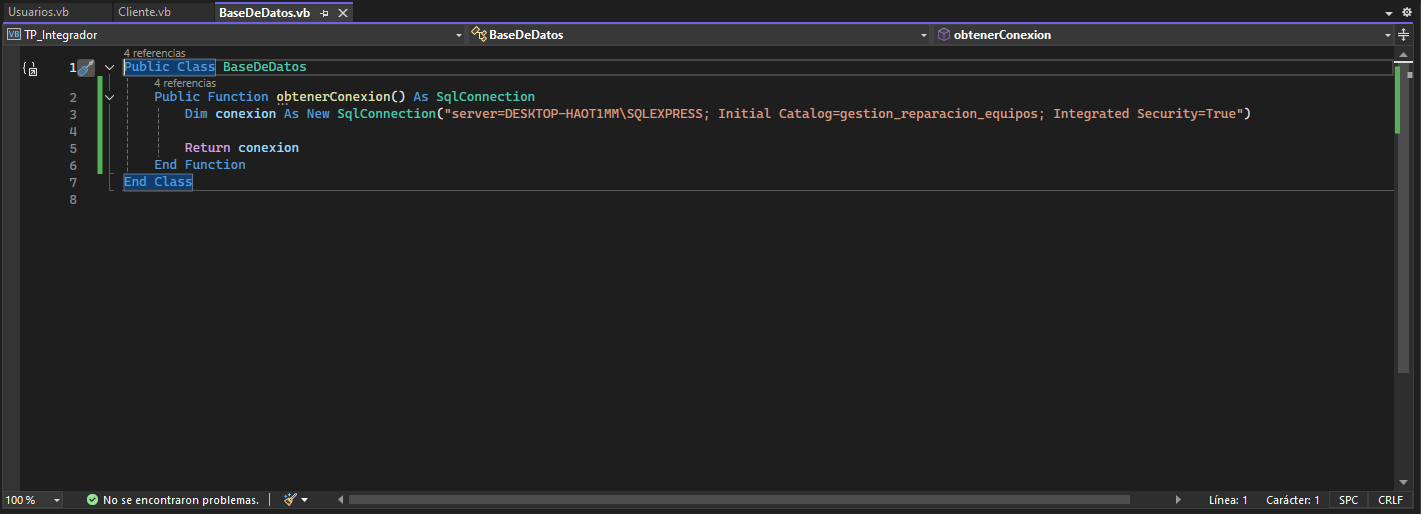 Usuarios.vb Cliente.vb BaseDeDatos.vb
VB TP_Integrador BaseDeDatos obtenerConexion
4 referencias
1 Public Class BaseDeDatos
4 referencias
2 Public Function obtenerConexion() As SqlConnection
3 Dim conexion As New SqlConnection("server=DESKTOP-HAOT1MM\SQLEXPRESS; Initial Catalog=gestion_reparacion_equipos; Integrated Security=True")
4
5 Return conexion
6 End Function
7 End Class
8
100 % No se encontraron problemas. Línea: 1 Carácter: 1 SPC CRLF